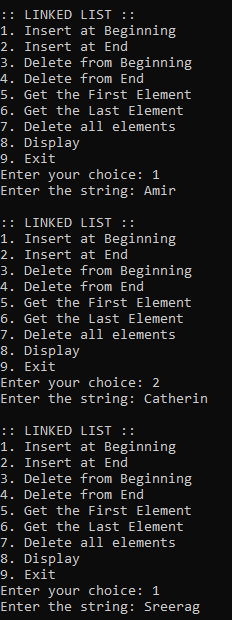 :: LINKED LIST ::
1. Insert at Beginning
2. Insert at End
3. Delete from Beginning
4. Delete from End
5. Get the First Element
6. Get the Last Element
7. Delete all elements
8. Display
9. Exit
Enter your choice: 1
Enter the string: Amir

:: LINKED LIST ::
1. Insert at Beginning
2. Insert at End
3. Delete from Beginning
4. Delete from End
5. Get the First Element
6. Get the Last Element
7. Delete all elements
8. Display
9. Exit
Enter your choice: 2
Enter the string: Catherin

:: LINKED LIST ::
1. Insert at Beginning
2. Insert at End
3. Delete from Beginning
4. Delete from End
5. Get the First Element
6. Get the Last Element
7. Delete all elements
8. Display
9. Exit
Enter your choice: 1
Enter the string: Sreerag